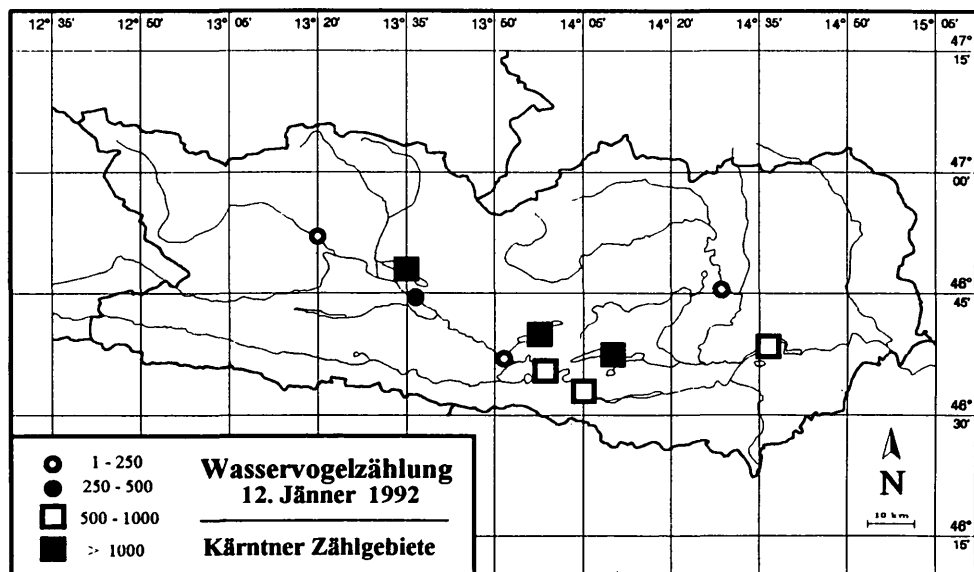 12° 35' 12° 50' 13° 05' 13° 20' 13° 35' 13° 50' 14° 05' 14° 20' 14° 35' 14° 50' 15° 05'
47°
15'
47°
00'
46°
45'
46°
30'
46°
15'
N
10 km
1 - 250
250 - 500
500 - 1000
> 1000
Wasservogelzählung
12. Jänner 1992
Kärntner Zählgebiete